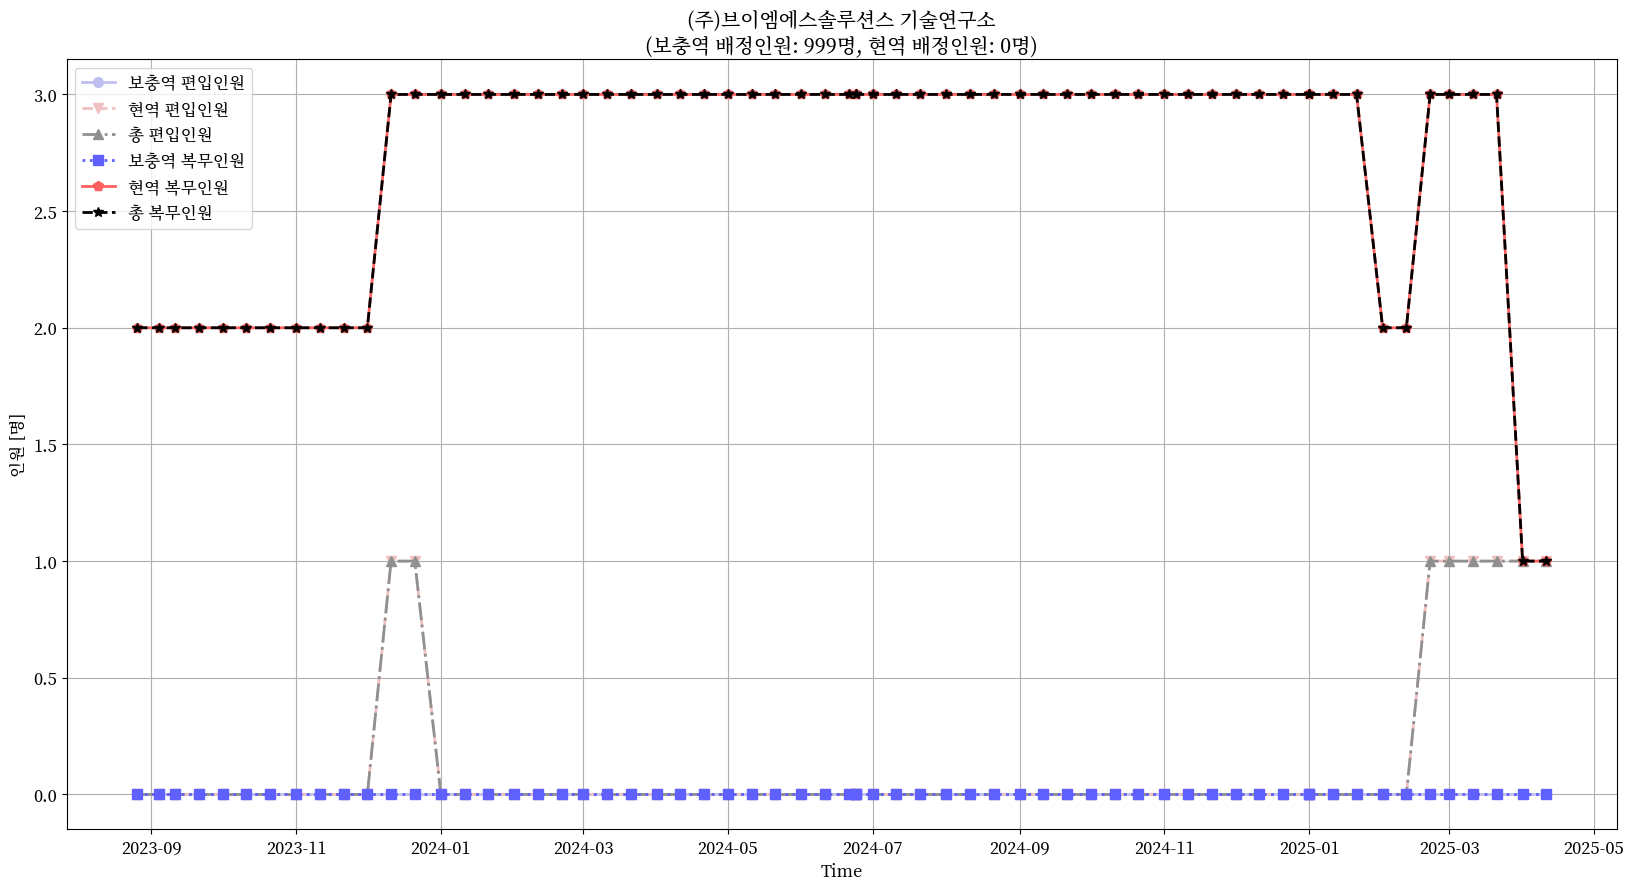 (주)브이엠에스솔루션스 기술연구소
(보충역 배정인원: 999명, 현역 배정인원: 0명)
보충역 편입인원
현역 편입인원
총 편입인원
보충역 복무인원
현역 복무인원
총 복무인원
3.0
2.5
2.0
1.5
1.0
0.5
0.0
인원 [명]
2023-09
2023-11
2024-01
2024-03
2024-05
2024-07
2024-09
2024-11
2025-01
2025-03
2025-05
Time